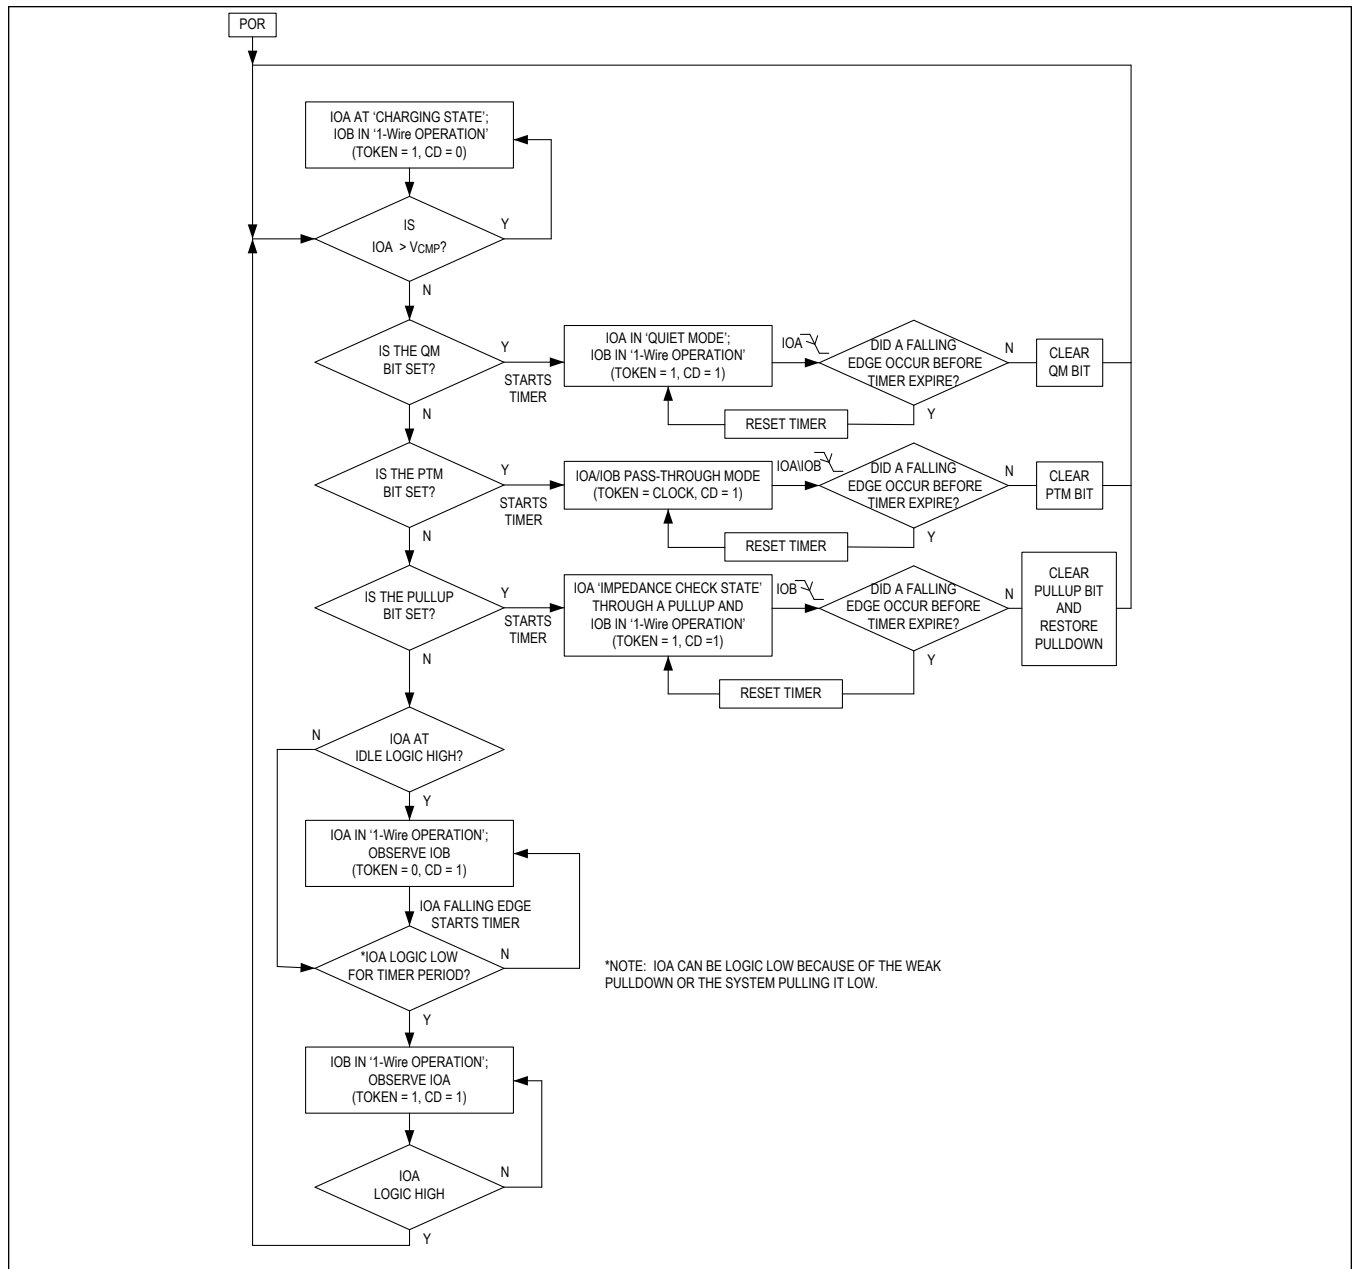 POR
IOA AT ‘CHARGING STATE’;
IOB IN ‘1-Wire OPERATION’
(TOKEN = 1, CD = 0)
IS
IOA > VCMP?
Y
N
IS THE QM
BIT SET?
Y
STARTS
TIMER
N
IOA IN ‘QUIET MODE’;
IOB IN ‘1-Wire OPERATION’
(TOKEN = 1, CD = 1)
IOA
DID A FALLING
EDGE OCCUR BEFORE
TIMER EXPIRE?
N
Y
CLEAR
QM BIT
RESET TIMER
IS THE PTM
BIT SET?
Y
STARTS
TIMER
N
IOA/IOB PASS-THROUGH MODE
(TOKEN = CLOCK, CD = 1)
IOA\IOB
DID A FALLING
EDGE OCCUR BEFORE
TIMER EXPIRE?
N
Y
CLEAR
PTM BIT
RESET TIMER
IS THE PULLUP
BIT SET?
Y
STARTS
TIMER
N
IOA ‘IMPEDANCE CHECK STATE’
THROUGH A PULLUP AND
IOB IN ‘1-Wire OPERATION’
(TOKEN = 1, CD =1)
IOB
DID A FALLING
EDGE OCCUR BEFORE
TIMER EXPIRE?
N
Y
CLEAR
PULLUP BIT
AND
RESTORE
PULLDOWN
RESET TIMER
N
IOA AT
IDLE LOGIC HIGH?
Y
IOA IN ‘1-Wire OPERATION’;
OBSERVE IOB
(TOKEN = 0, CD = 1)
IOA FALLING EDGE
STARTS TIMER
*IOA LOGIC LOW
FOR TIMER PERIOD?
N
Y
*NOTE: IOA CAN BE LOGIC LOW BECAUSE OF THE WEAK
PULLDOWN OR THE SYSTEM PULLING IT LOW.
IOB IN ‘1-Wire OPERATION’;
OBSERVE IOA
(TOKEN = 1, CD = 1)
IOA
LOGIC HIGH
N
Y